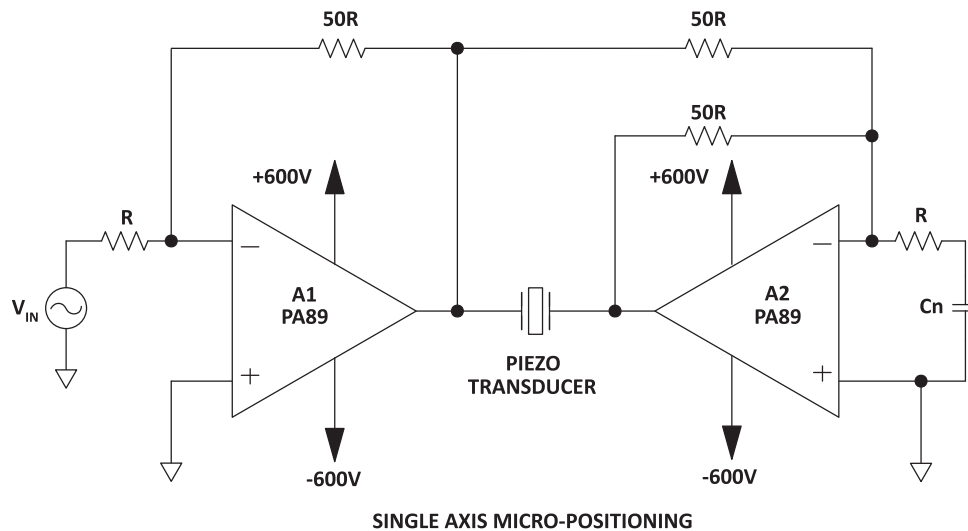 50R
50R
50R
+600V
+600V
R
R
V_IN
A1
PA89
A2
PA89
Cn
PIEZO
TRANSDUCER
-600V
-600V
SINGLE AXIS MICRO-POSITIONING